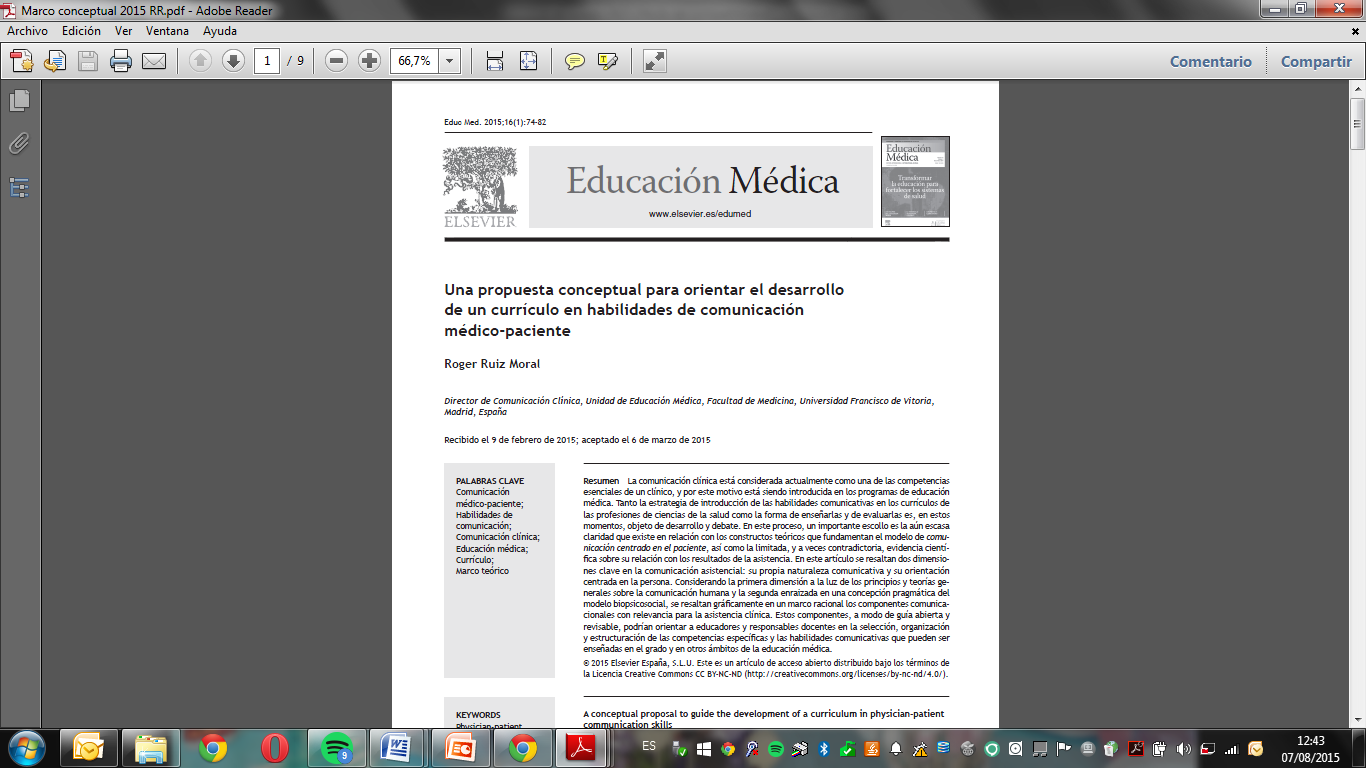 Marco conceptual 2015 RR.pdf - Adobe Reader
Archivo Edición Ver Ventana Ayuda
1 / 9 66,7% Comentario Compartir
Educ Med. 2015;16(1):74-82
ELSEVIER
Educación Médica
www.elsevier.es/edumed
Educación
Médica
Transformar
la educación para
fortalecer los sistemas
de salud
Una propuesta conceptual para orientar el desarrollo
de un currículo en habilidades de comunicación
médico-paciente
Roger Ruiz Moral
Director de Comunicación Clínica, Unidad de Educación Médica, Facultad de Medicina, Universidad Francisco de Vitoria,
Madrid, España
Recibido el 9 de febrero de 2015; aceptado el 6 de marzo de 2015
PALABRAS CLAVE
Comunicación
médico-paciente;
Habilidades de
comunicación;
Comunicación clínica;
Educación médica;
Currículo;
Marco teórico
Resumen La comunicación clínica está considerada actualmente como una de las competencias
esenciales de un clínico, y por este motivo está siendo introducida en los programas de educación
médica. Tanto la estrategia de introducción de las habilidades comunicativas en los currículos de
las profesiones de ciencias de la salud como la forma de enseñarlas y de evaluarlas es, en estos
momentos, objeto de desarrollo y debate. En este proceso, un importante escollo es la aún escasa
claridad que existe en relación con los constructos teóricos que fundamentan el modelo de comu-
nicación centrado en el paciente, así como la limitada, y a veces contradictoria, evidencia cientí-
fica sobre su relación con los resultados de la asistencia. En este artículo se resaltan dos dimensio-
nes clave en la comunicación asistencial: su propia naturaleza comunicativa y su orientación
centrada en la persona. Considerando la primera dimensión a la luz de los principios y teorías ge-
nerales sobre la comunicación humana y la segunda enraizada en una concepción pragmática del
modelo biopsicosocial, se resaltan gráficamente en un marco racional los componentes comunica-
cionales con relevancia para la asistencia clínica. Estos componentes, a modo de guía abierta y
revisable, podrían orientar a educadores y responsables docentes en la selección, organización
y estructuración de las competencias específicas y las habilidades comunicativas que pueden ser
enseñadas en el grado y en otros ámbitos de la educación médica.
© 2015 Elsevier España, S.L.U. Este es un artículo de acceso abierto distribuido bajo los términos de
la Licencia Creative Commons CC BY-NC-ND (http://creativecommons.org/licenses/by-nc-nd/4.0/).
KEYWORDS
Physician-patient
A conceptual proposal to guide the development of a curriculum in physician-patient
communication skills
9
ES
12:43
07/08/2015